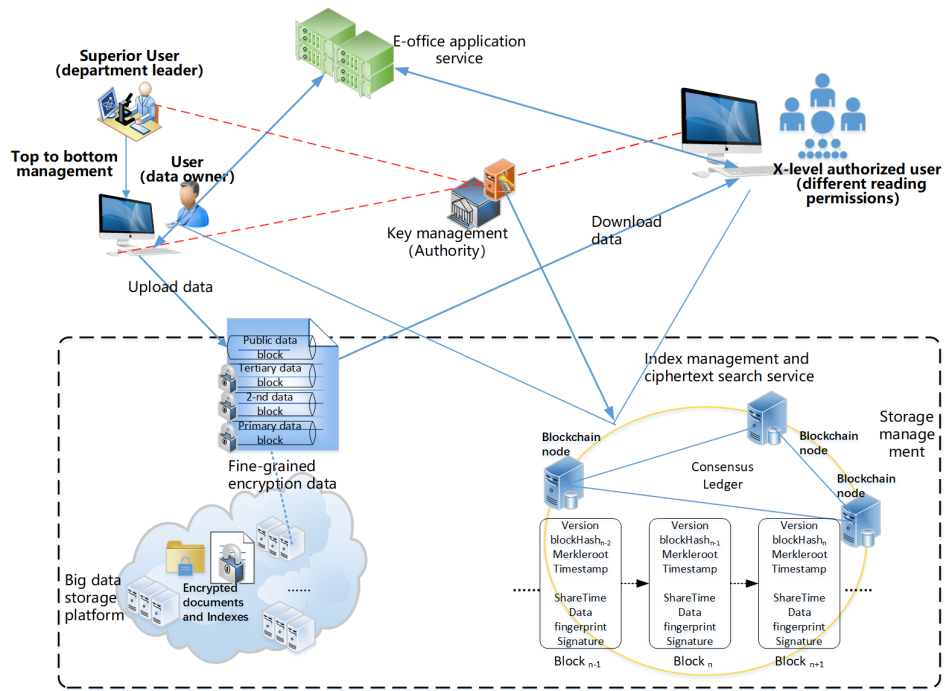 Superior User
(department leader)
E-office application
service
Top to bottom
management
User
(data owner)
X-level authorized user
(different reading
permissions)
Key management
(Authority)
Download
data
Upload data
Public data
block
Tertiary data
block
2-nd data
block
Primary data
block
Fine-grained
encryption data
Index management and
ciphertext search service
Storage
manage
ment
Blockchain
node
Blockchain
node
Blockchain
node
Consensus
Ledger
Big data
storage
platform
Encrypted
documents
and Indexes
......
......
Version
blockHashn-2
Merkleroot
Timestamp
ShareTime
Data
fingerprint
Signature
Block n-1
Version
blockHashn-1
Merkleroot
Timestamp
ShareTime
Data
fingerprint
Signature
Block n
Version
blockHashn
Merkleroot
Timestamp
ShareTime
Data
fingerprint
Signature
Block n+1
......